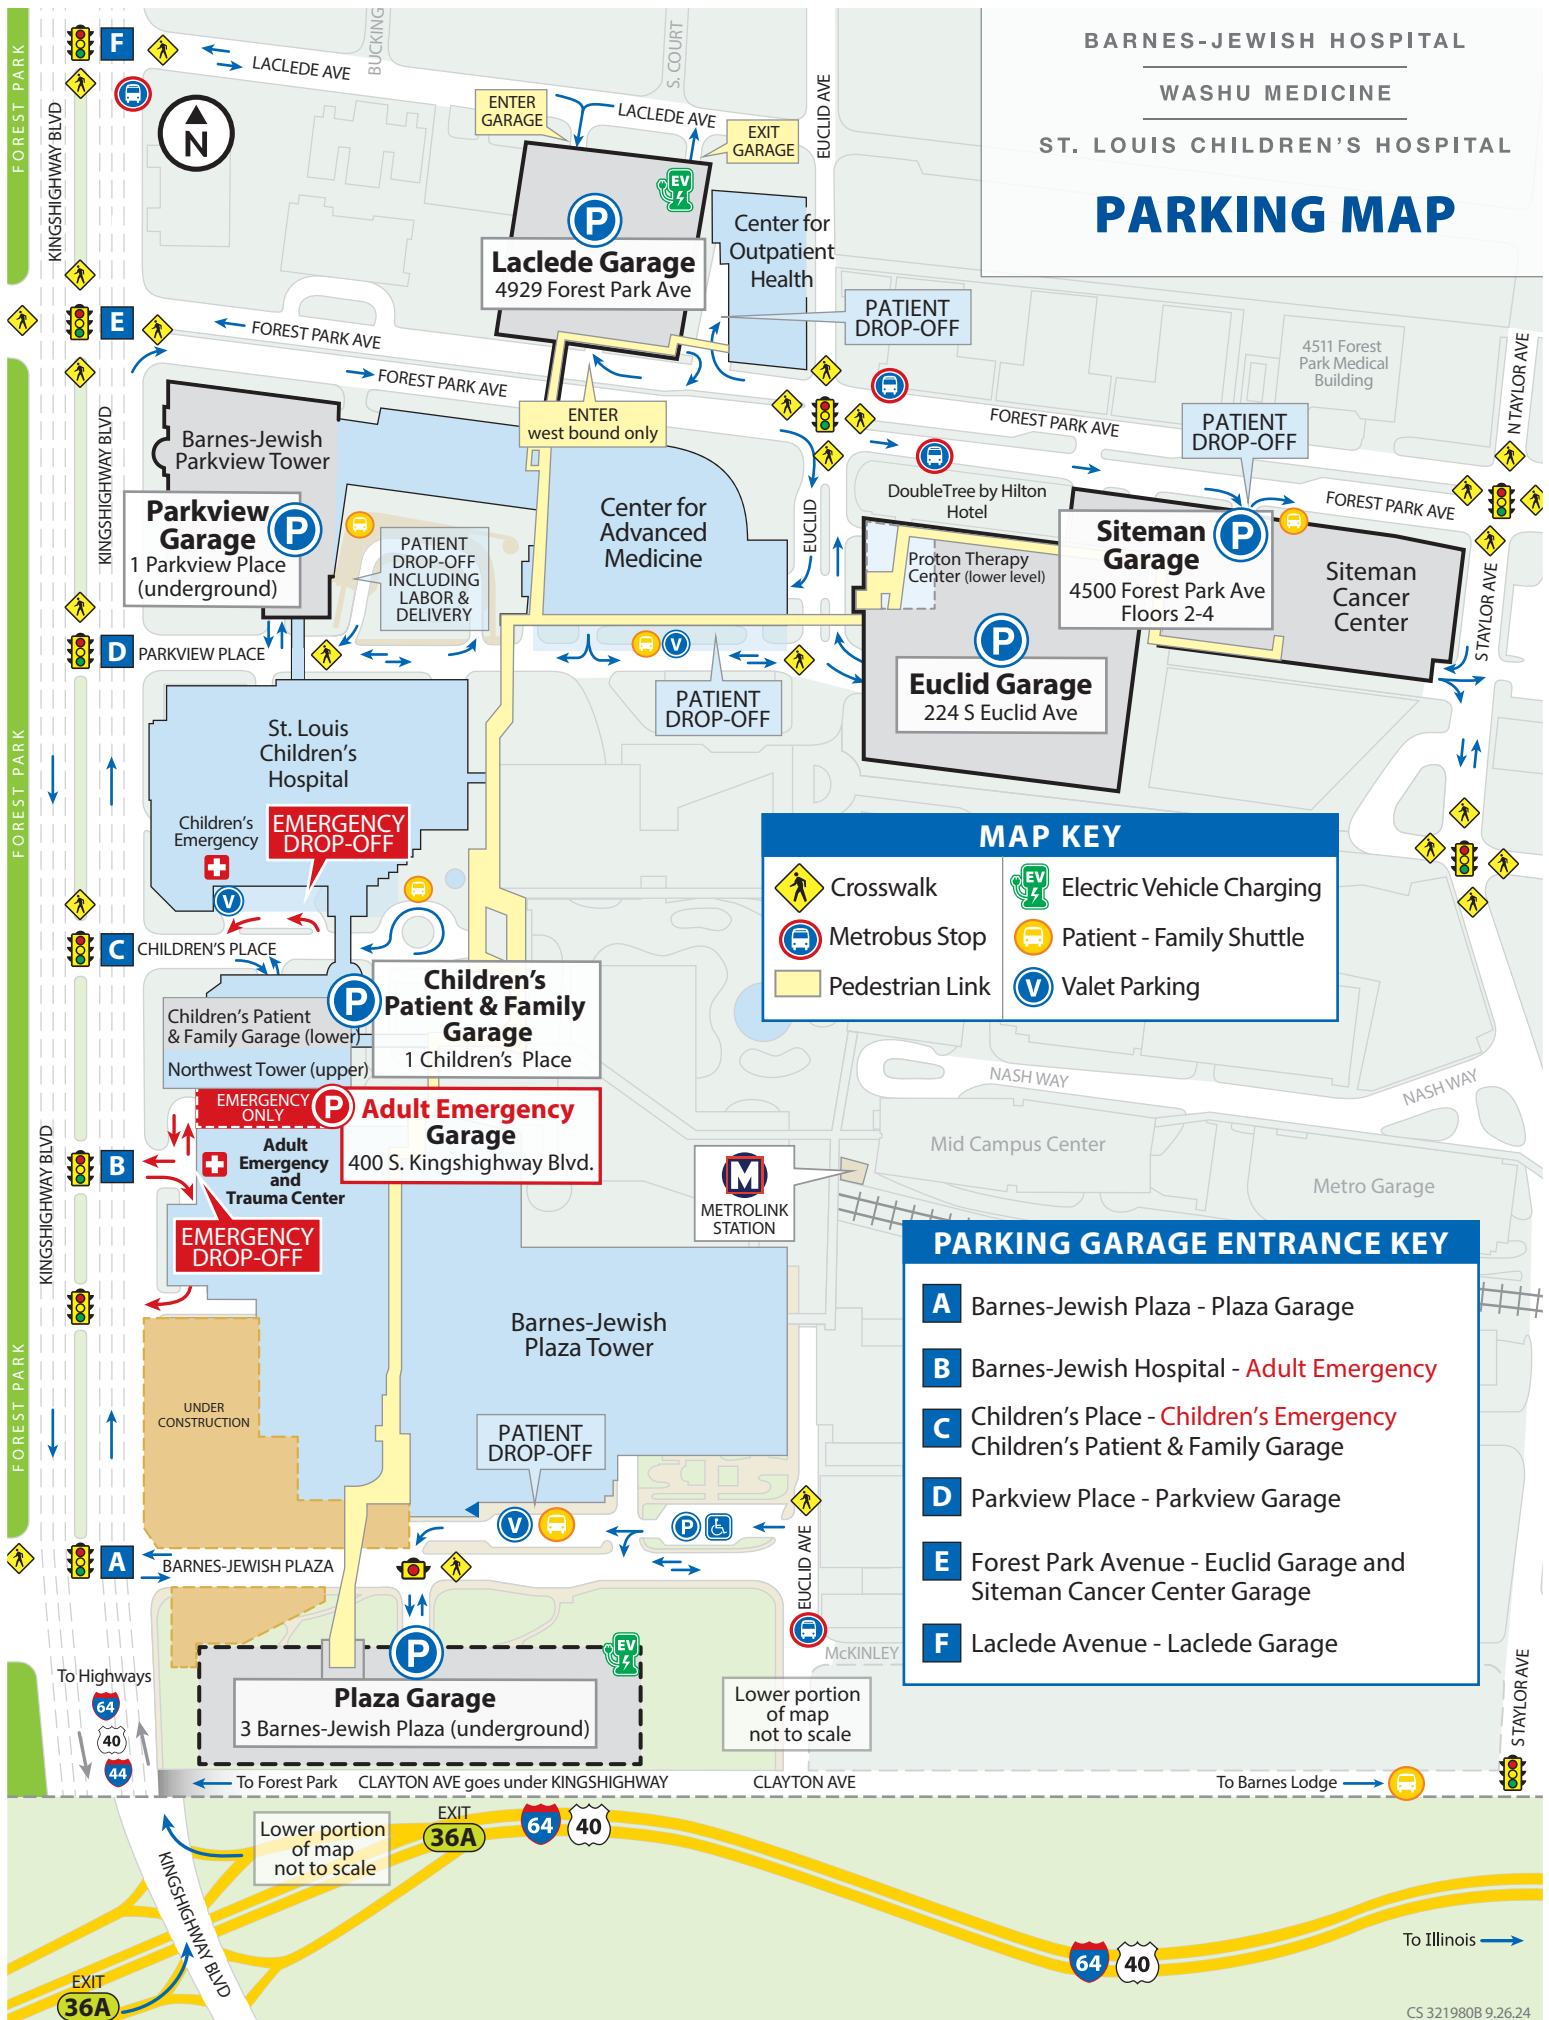 BARNES-JEWISH HOSPITAL
WASHU MEDICINE
ST. LOUIS CHILDREN'S HOSPITAL
PARKING MAP
FOREST PARK
KINGSHIGHWAY BLVD
F
LACLEDE AVE
BUCKING
S. COURT
EUCLID AVE
N
ENTER
GARAGE
LACLEDE AVE
EXIT
GARAGE
EV
P
Laclede Garage
4929 Forest Park Ave
Center for
Outpatient
Health
PATIENT
DROP-OFF
E
FOREST PARK AVE
FOREST PARK AVE
ENTER
west bound only
4511 Forest
Park Medical
Building
N TAYLOR AVE
FOREST PARK AVE
PATIENT
DROP-OFF
FOREST PARK AVE
KINGSHIGHWAY BLVD
Barnes-Jewish
Parkview Tower
Parkview
Garage
1 Parkview Place
(underground)
P
PATIENT
DROP-OFF
INCLUDING
LABOR &
DELIVERY
Center for
Advanced
Medicine
EUCLID
DoubleTree by Hilton
Hotel
Proton Therapy
Center (lower level)
Siteman
Garage
4500 Forest Park Ave
Floors 2-4
P
Siteman
Cancer
Center
S TAYLOR AVE
D
PARKVIEW PLACE
V
PATIENT
DROP-OFF
P
Euclid Garage
224 S Euclid Ave
FOREST PARK
St. Louis
Children's
Hospital
Children's
Emergency
EMERGENCY
DROP-OFF
V
C
CHILDREN'S PLACE
MAP KEY
Crosswalk
EV
Electric Vehicle Charging
Metrobus Stop
Patient - Family Shuttle
Pedestrian Link
V
Valet Parking
P
Children's
Patient & Family
Garage
1 Children's Place
Children's Patient
& Family Garage (lower)
Northwest Tower (upper)
EMERGENCY
ONLY
P
Adult Emergency
Garage
400 S. Kingshighway Blvd.
B
Adult
Emergency
and
Trauma Center
EMERGENCY
DROP-OFF
KINGSHIGHWAY BLVD
NASH WAY
NASH WAY
Mid Campus Center
Metro Garage
M
METROLINK
STATION
Barnes-Jewish
Plaza Tower
FOREST PARK
UNDER
CONSTRUCTION
PATIENT
DROP-OFF
V
P
EUCLID AVE
A
BARNES-JEWISH PLAZA
PARKING GARAGE ENTRANCE KEY
A
Barnes-Jewish Plaza - Plaza Garage
B
Barnes-Jewish Hospital - Adult Emergency
C
Children's Place - Children's Emergency
Children's Patient & Family Garage
D
Parkview Place - Parkview Garage
E
Forest Park Avenue - Euclid Garage and
Siteman Cancer Center Garage
F
Laclede Avenue - Laclede Garage
McKINLEY
S TAYLOR AVE
P
EV
Plaza Garage
3 Barnes-Jewish Plaza (underground)
Lower portion
of map
not to scale
To Highways
64
40
44
To Forest Park
CLAYTON AVE goes under KINGSHIGHWAY
CLAYTON AVE
To Barnes Lodge
Lower portion
of map
not to scale
EXIT
36A
64
40
KINGSHIGHWAY BLVD
EXIT
36A
64
40
To Illinois
CS 321980B 9.26.24